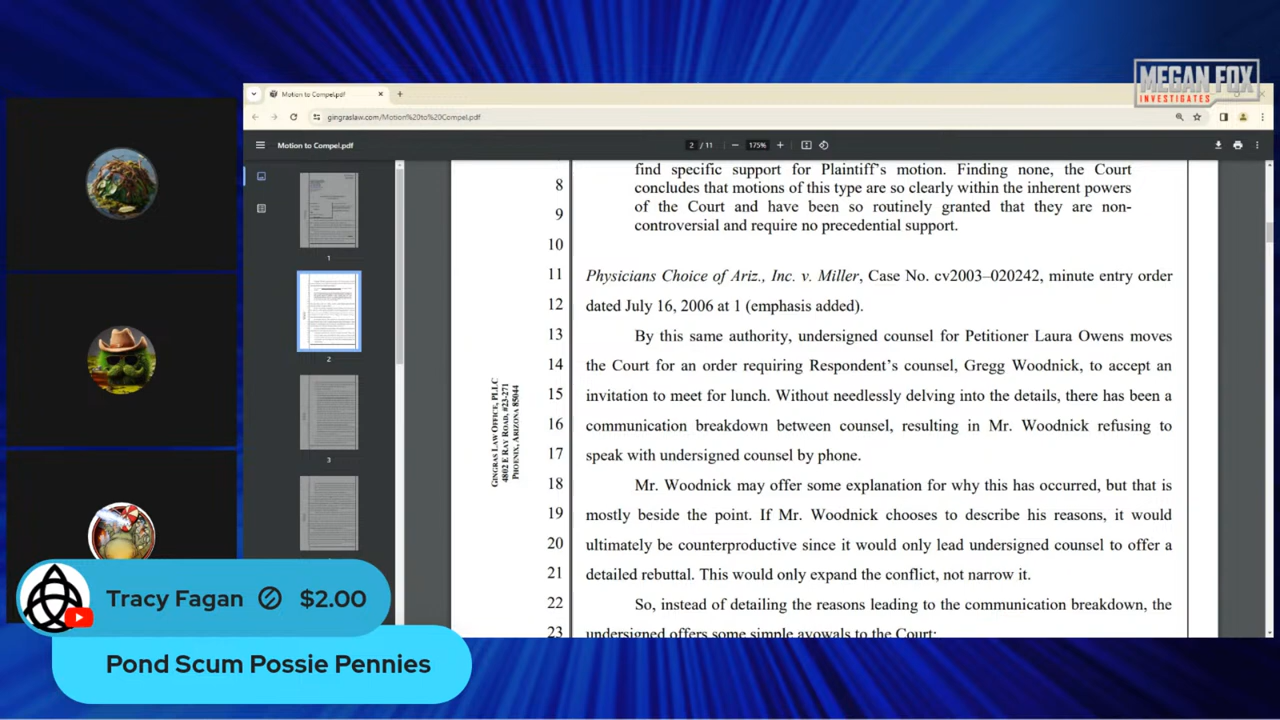 MEGAN FOX
INVESTIGATES
Motion to Compel.pdf
gingraslaw.com/Motion%20to%20Compel.pdf
Motion to Compel.pdf
2 / 11
175%
1
2
3
find specific support for Plaintiff's motion. Finding none, the Court
8
concludes that motions of this type are so clearly within the inherent powers
9
of the Court and have been so routinely granted that they are non-
controversial and require no precedential support.
10
11 Physicians Choice of Ariz., Inc. v. Miller, Case No. cv2003–020242, minute entry order
12 dated July 16, 2006 at 1 (emphasis added).
13 By this same authority, undersigned counsel for Petitioner Laura Owens moves
14 the Court for an order requiring Respondent's counsel, Gregg Woodnick, to accept an
15 invitation to meet for lunch. Without needlessly delving into the details, there has been a
16 communication breakdown between counsel, resulting in Mr. Woodnick refusing to
17 speak with undersigned counsel by phone.
18 Mr. Woodnick may offer some explanation for why this has occurred, but that is
19 mostly beside the point. If Mr. Woodnick chooses to describe his reasons, it would
20 ultimately be counterproductive since it would only lead undersigned counsel to offer a
21 detailed rebuttal. This would only expand the conflict, not narrow it.
22 So, instead of detailing the reasons leading to the communication breakdown, the
23 undersigned offers some simple avowals to the Court:
GINGRAS LAW OFFICE, PLLC
4802 E RAY ROAD, #23-271
PHOENIX, ARIZONA 85044
Tracy Fagan $2.00
Pond Scum Possie Pennies